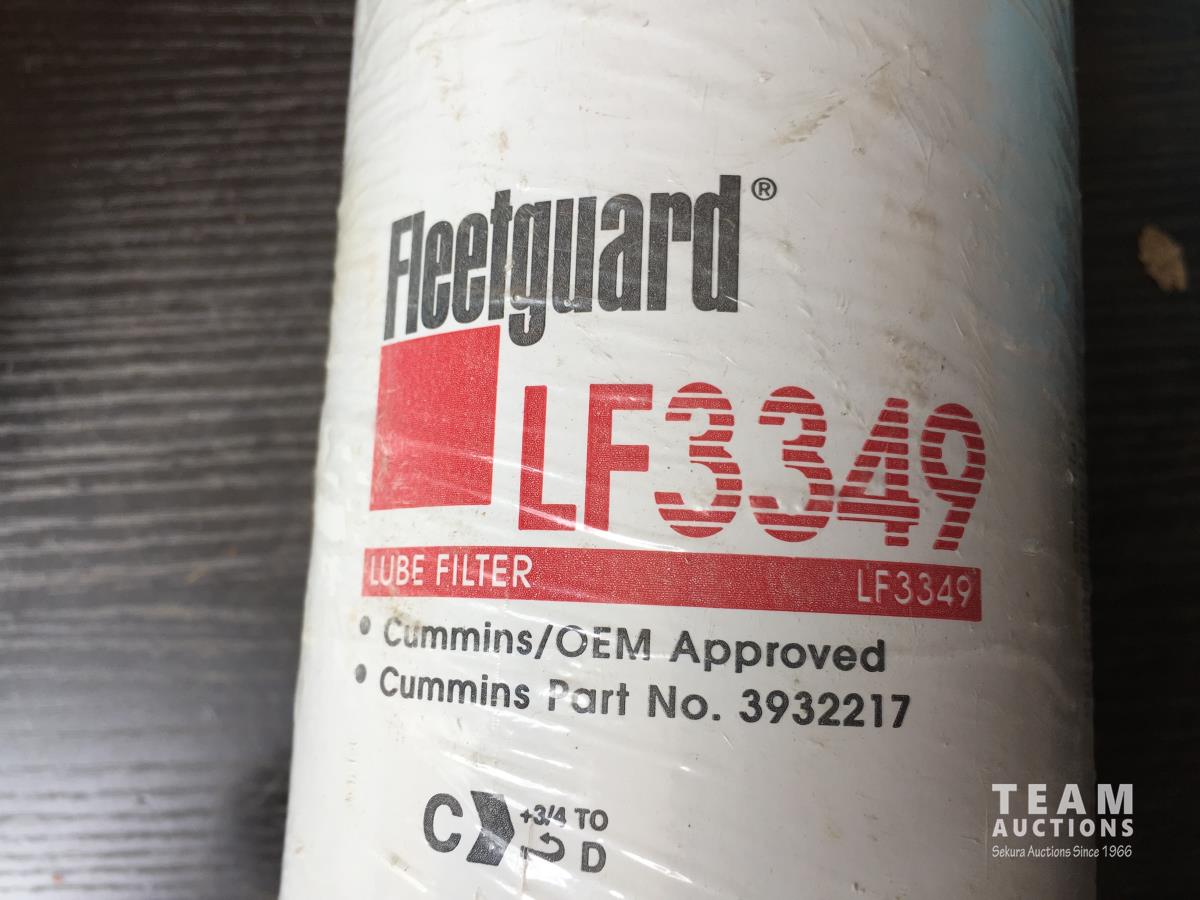 Fleetguard®
LF3349
LUBE FILTER LF3349
• Cummins/OEM Approved
• Cummins Part No. 3932217
C +3/4 TO
1 D
TEAM
AUCTIONS
Sekura Auctions Since 1966